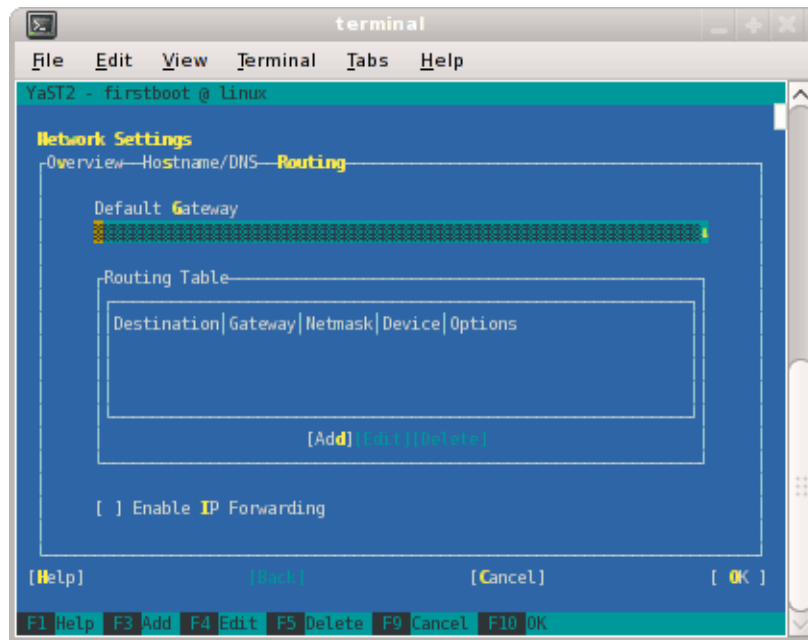 terminal
File Edit View Terminal Tabs Help
YaST2 - firstboot @ linux
Network Settings
Overview Hostname/DNS Routing
Default Gateway
Routing Table
Destination|Gateway|Netmask|Device|Options
[Add][Edit][Delete]
[ ] Enable IP Forwarding
[Help] [Back] [Cancel] [ OK ]
F1 Help F3 Add F4 Edit F5 Delete F9 Cancel F10 OK